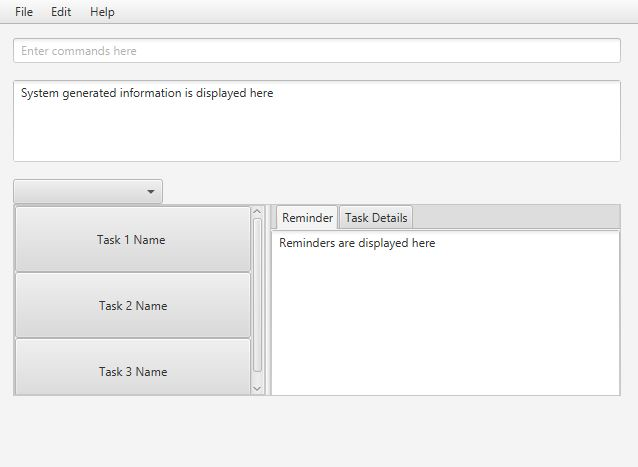 File Edit Help
Enter commands here
System generated information is displayed here
Reminder Task Details
Task 1 Name
Task 2 Name
Task 3 Name
Reminders are displayed here